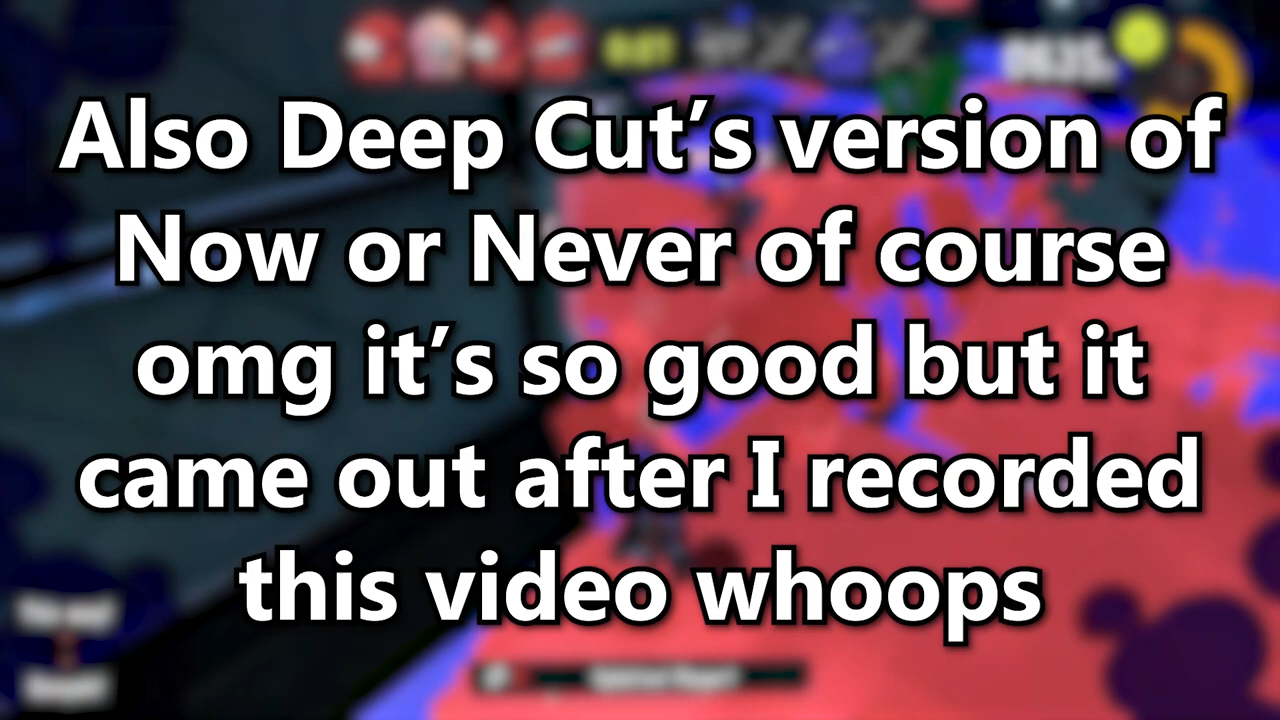 Also Deep Cut’s version of
Now or Never of course
omg it’s so good but it
came out after I recorded
this video whoops